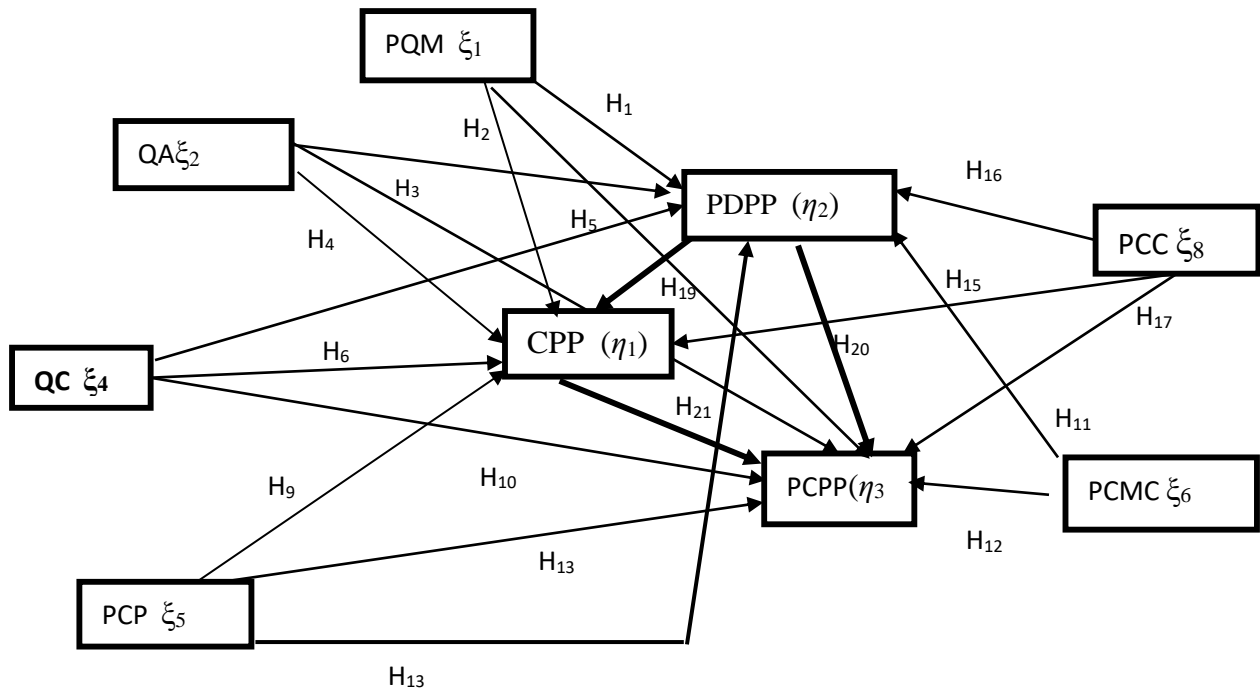 PQM ξ1
H1
H2
QAξ2
H3
H16
PDPP (η2)
H5
H4
PCC ξ8
H19
H15
H17
CPP (η1)
H20
H6
QC ξ4
H21
H11
H9
H10
PCPP(η3
PCMC ξ6
H12
H13
PCP ξ5
H13